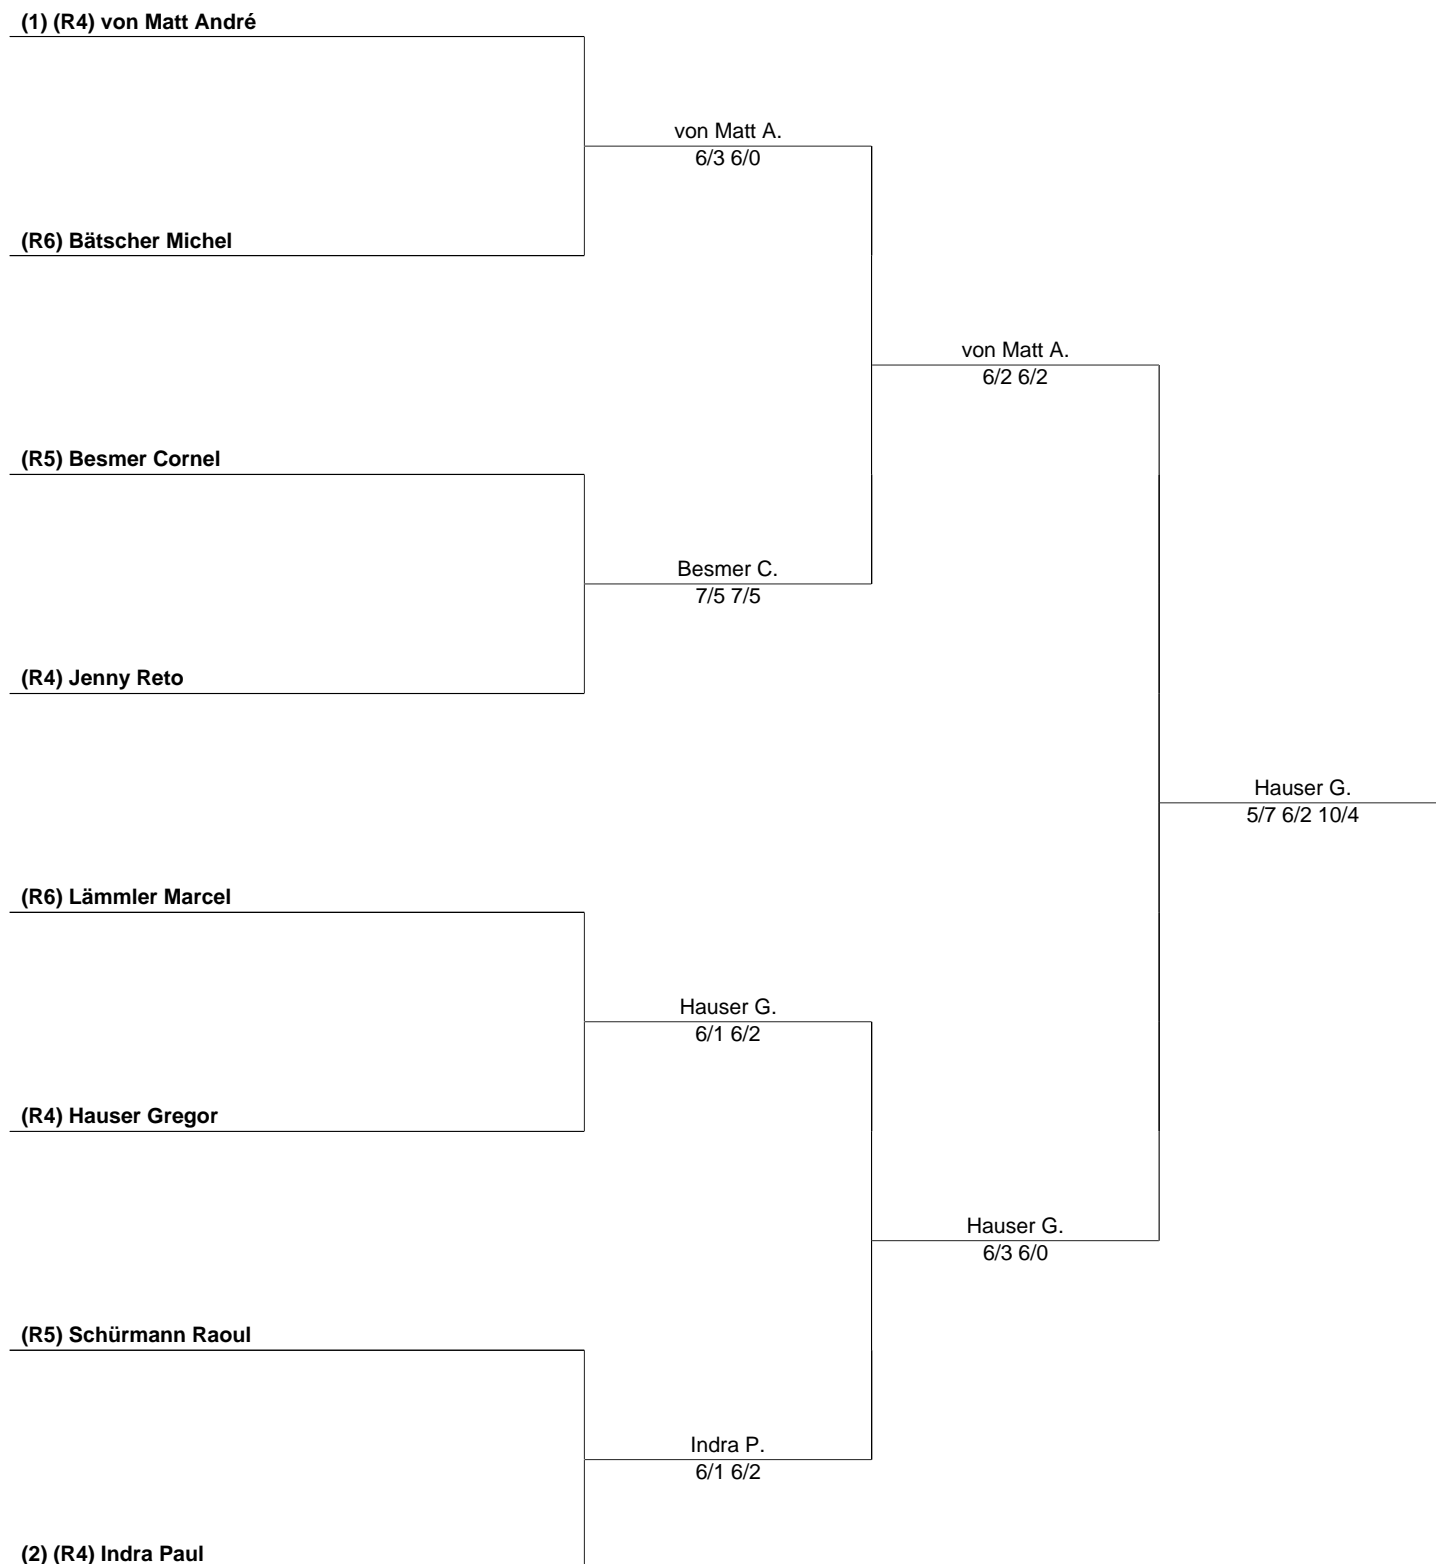 (1) (R4) von Matt André
von Matt A.
6/3 6/0
(R6) Bätscher Michel
von Matt A.
6/2 6/2
(R5) Besmer Cornel
Besmer C.
7/5 7/5
(R4) Jenny Reto
Hauser G.
5/7 6/2 10/4
(R6) Lämmler Marcel
Hauser G.
6/1 6/2
(R4) Hauser Gregor
Hauser G.
6/3 6/0
(R5) Schürmann Raoul
Indra P.
6/1 6/2
(2) (R4) Indra Paul